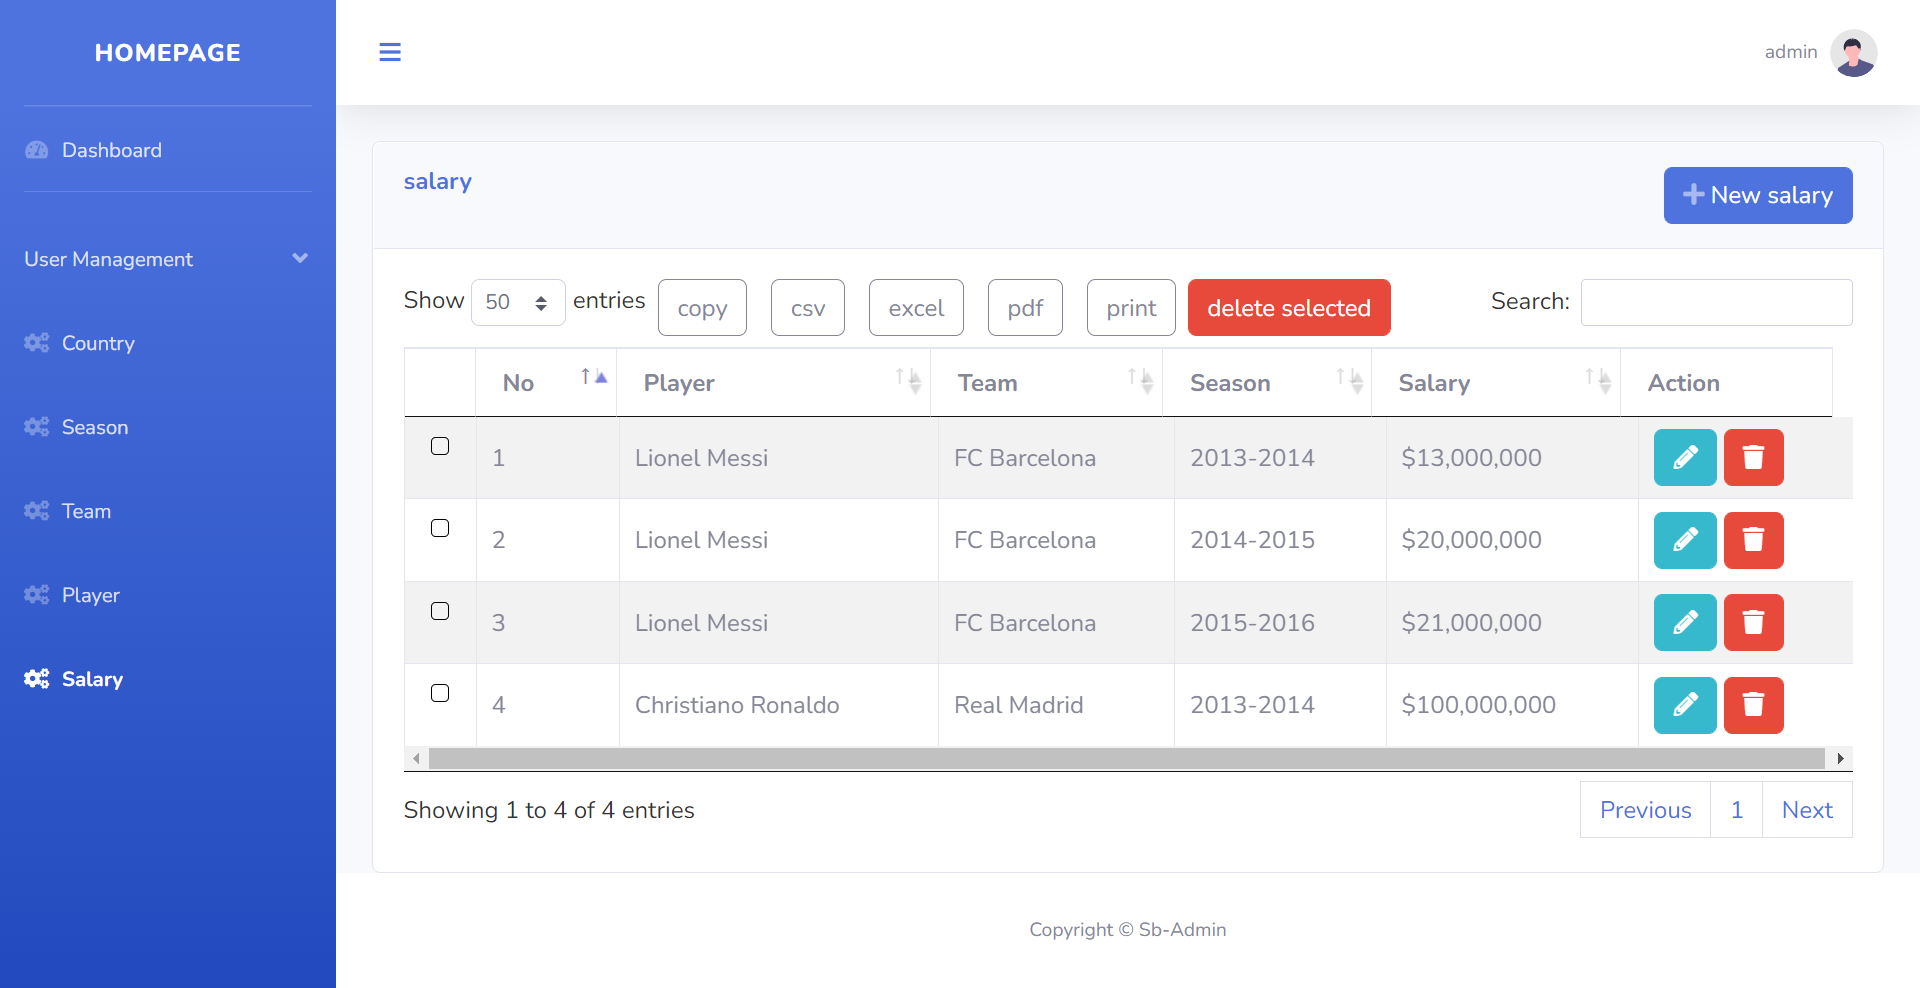 HOMEPAGE
admin
Dashboard
User Management
Country
Season
Team
Player
Salary
salary
New salary
Show 50 entries copy csv excel pdf print delete selected Search:
No Player Team Season Salary Action
1 Lionel Messi FC Barcelona 2013-2014 $13,000,000
2 Lionel Messi FC Barcelona 2014-2015 $20,000,000
3 Lionel Messi FC Barcelona 2015-2016 $21,000,000
4 Christiano Ronaldo Real Madrid 2013-2014 $100,000,000
Showing 1 to 4 of 4 entries
Previous 1 Next
Copyright © Sb-Admin